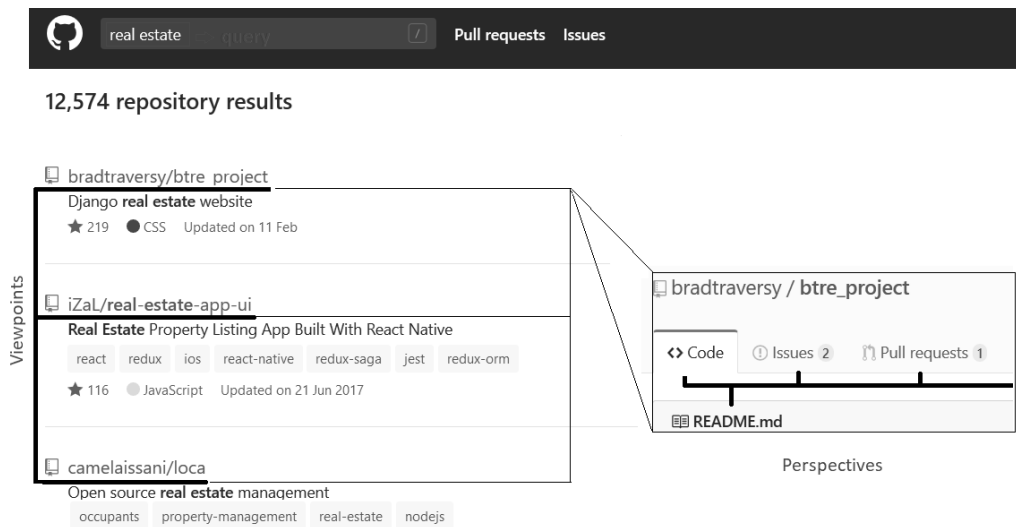 real estate query /
Pull requests Issues
12,574 repository results
bradtraversy/btre_project
Django real estate website
219 CSS Updated on 11 Feb
iZaL/real-estate-app-ui
Real Estate Property Listing App Built With React Native
react redux ios react-native redux-saga jest redux-orm
116 JavaScript Updated on 21 Jun 2017
camelaissani/loca
Open source real estate management
occupants property-management real-estate nodejs
Viewpoints
bradtraversy / btre_project
<> Code Issues 2 Pull requests 1
README.md
Perspectives